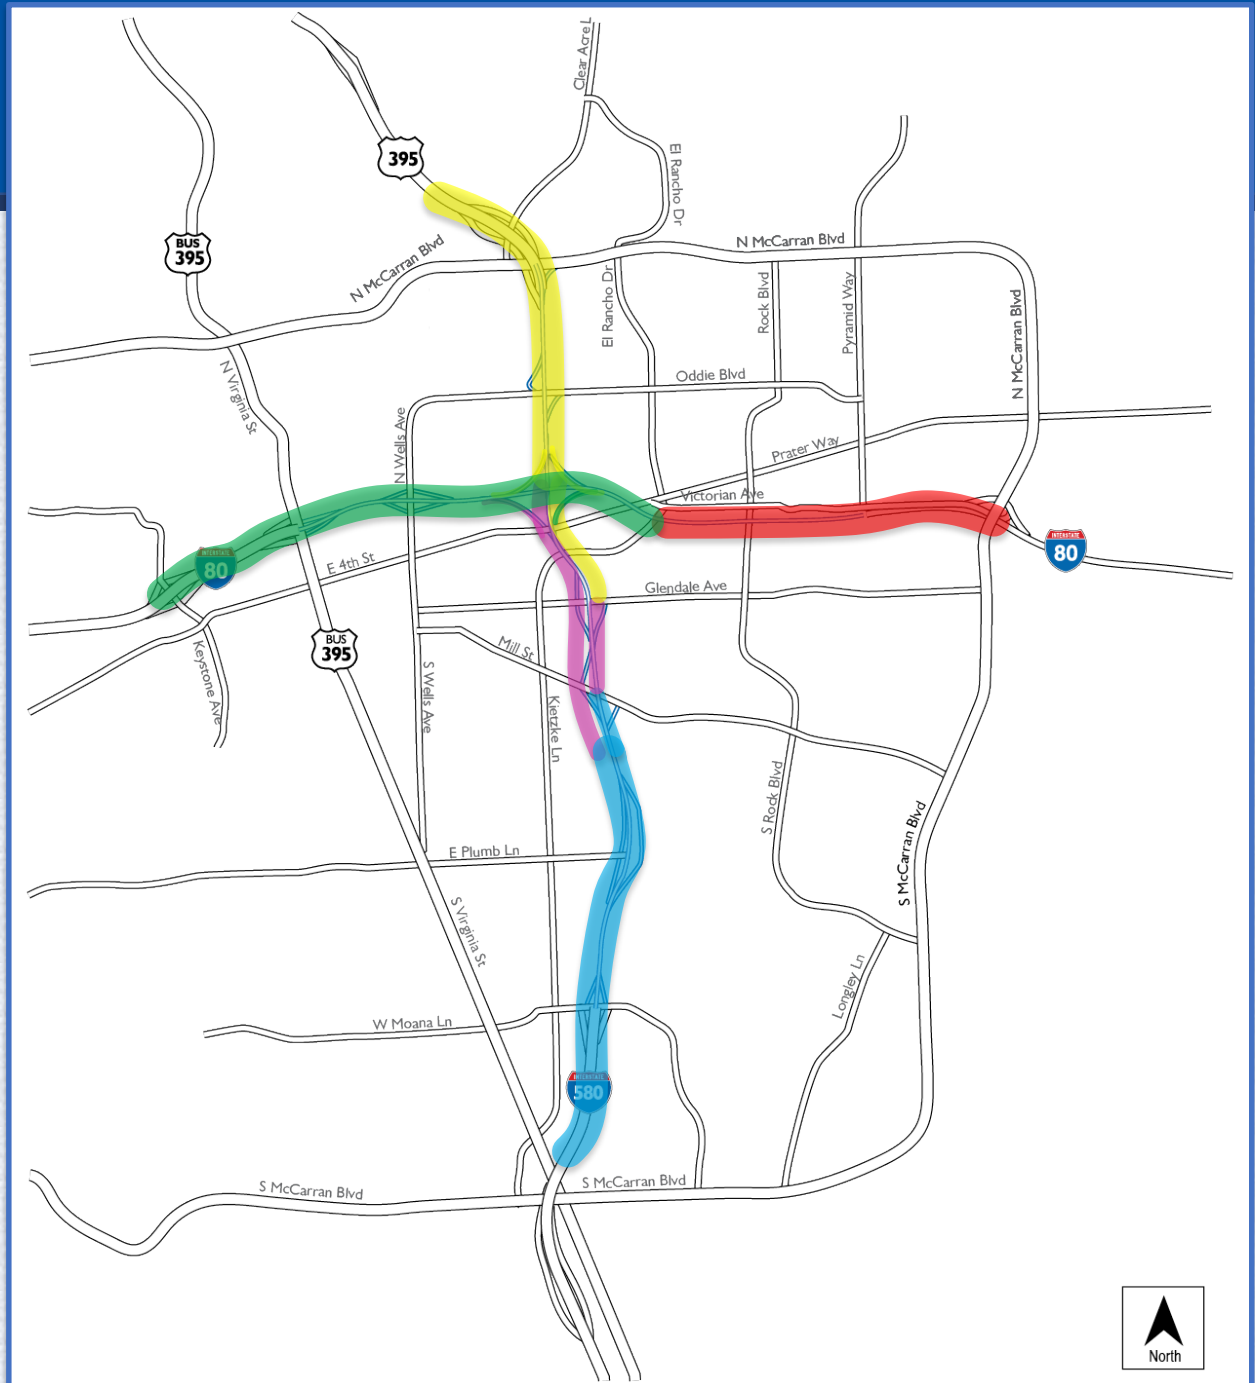 Clear Acre L
395
El Rancho Dr
BUS
395
N McCarran Blvd
N McCarran Blvd
El Rancho Dr
Rock Blvd
Pyramid Way
N McCarran Blvd
N Virginia St
Oddie Blvd
N Wells Ave
Prater Way
Victorian Ave
INTERSTATE
80
E 4th St
INTERSTATE
80
Glendale Ave
BUS
395
Keystone Ave
Mill St
S Wells Ave
Kietzke Ln
S Rock Blvd
S McCarran Blvd
E Plumb Ln
S Virginia St
Longley Ln
W Moana Ln
INTERSTATE
580
S McCarran Blvd
S McCarran Blvd
North